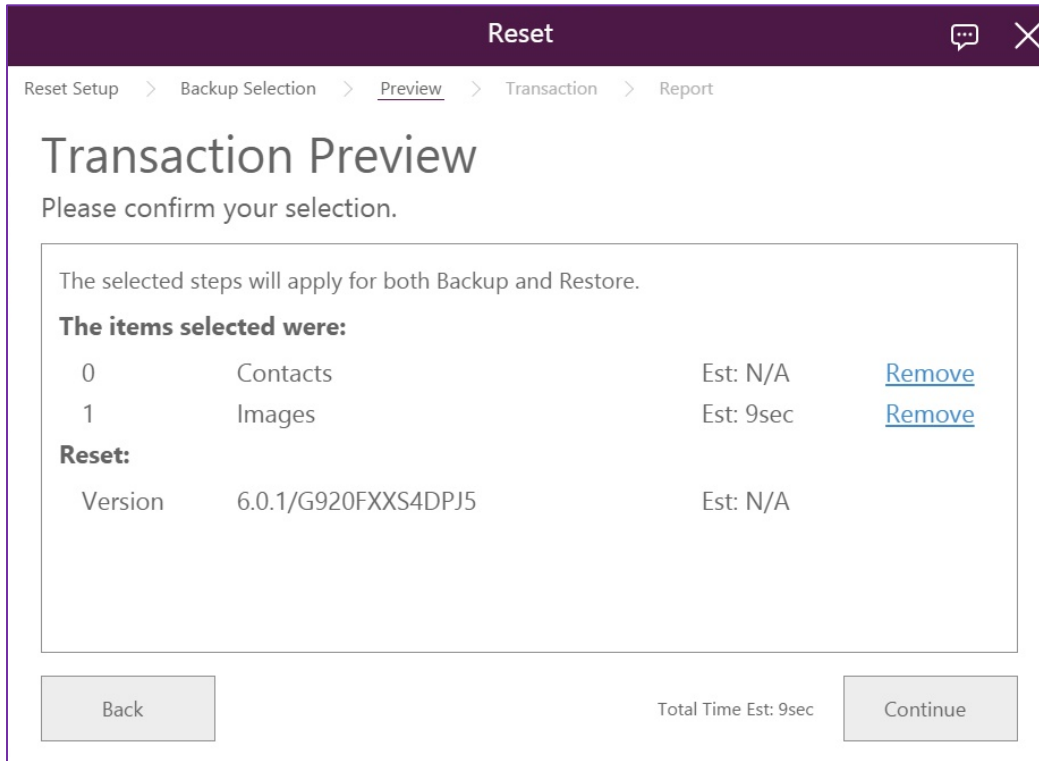 Reset
Reset Setup > Backup Selection > Preview > Transaction > Report
Transaction Preview
Please confirm your selection.
The selected steps will apply for both Backup and Restore.
The items selected were:
0 Contacts Est: N/A Remove
1 Images Est: 9sec Remove
Reset:
Version 6.0.1/G920FXXS4DPJ5 Est: N/A
Back Total Time Est: 9sec Continue